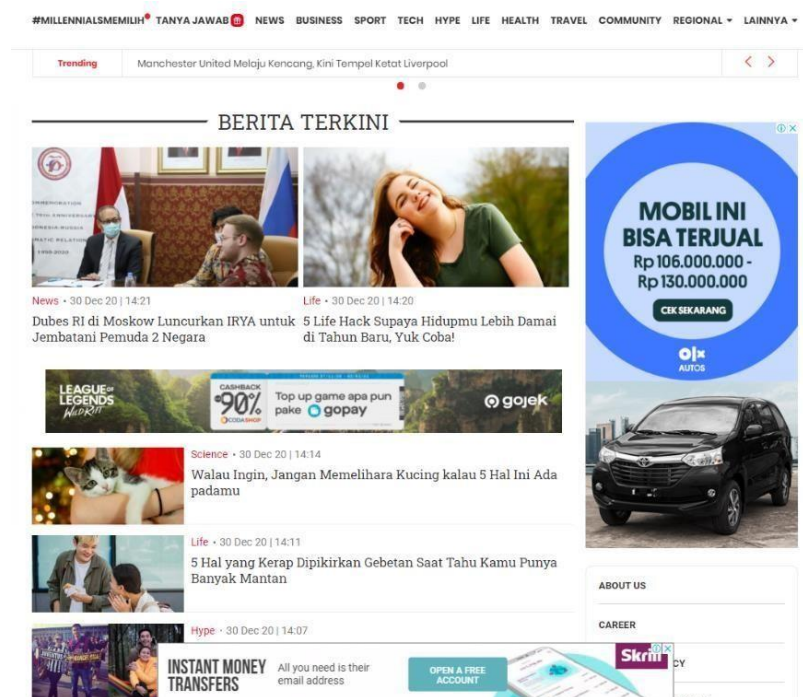 #MILLENNIALSMEMILIH TANYA JAWAB NEWS BUSINESS SPORT TECH HYPE LIFE HEALTH TRAVEL COMMUNITY REGIONAL LAINNYA
Trending Manchester United Melaju Kencang, Kini Tempel Ketat Liverpool
BERITA TERKINI
News • 30 Dec 20 | 14:21
Dubes RI di Moskow Luncurkan IRYA untuk
Jembatani Pemuda 2 Negara
Life • 30 Dec 20 | 14:20
5 Life Hack Supaya Hidupmu Lebih Damai
di Tahun Baru, Yuk Coba!
LEAGUE OF
LEGENDS
WILD RIFT
CASHBACK
90%
CODASHOP
Top up game apa pun
pake gopay
gojek
Science • 30 Dec 20 | 14:14
Walau Ingin, Jangan Memelihara Kucing kalau 5 Hal Ini Ada
padamu
Life • 30 Dec 20 | 14:11
5 Hal yang Kerap Dipikirkan Gebetan Saat Tahu Kamu Punya
Banyak Mantan
Hype • 30 Dec 20 | 14:07
MOBIL INI
BISA TERJUAL
Rp 106.000.000 -
Rp 130.000.000
CEK SEKARANG
olx
AUTOS
ABOUT US
CAREER
CY
INSTANT MONEY
TRANSFERS
All you need is their
email address
OPEN A FREE
ACCOUNT
Skrill